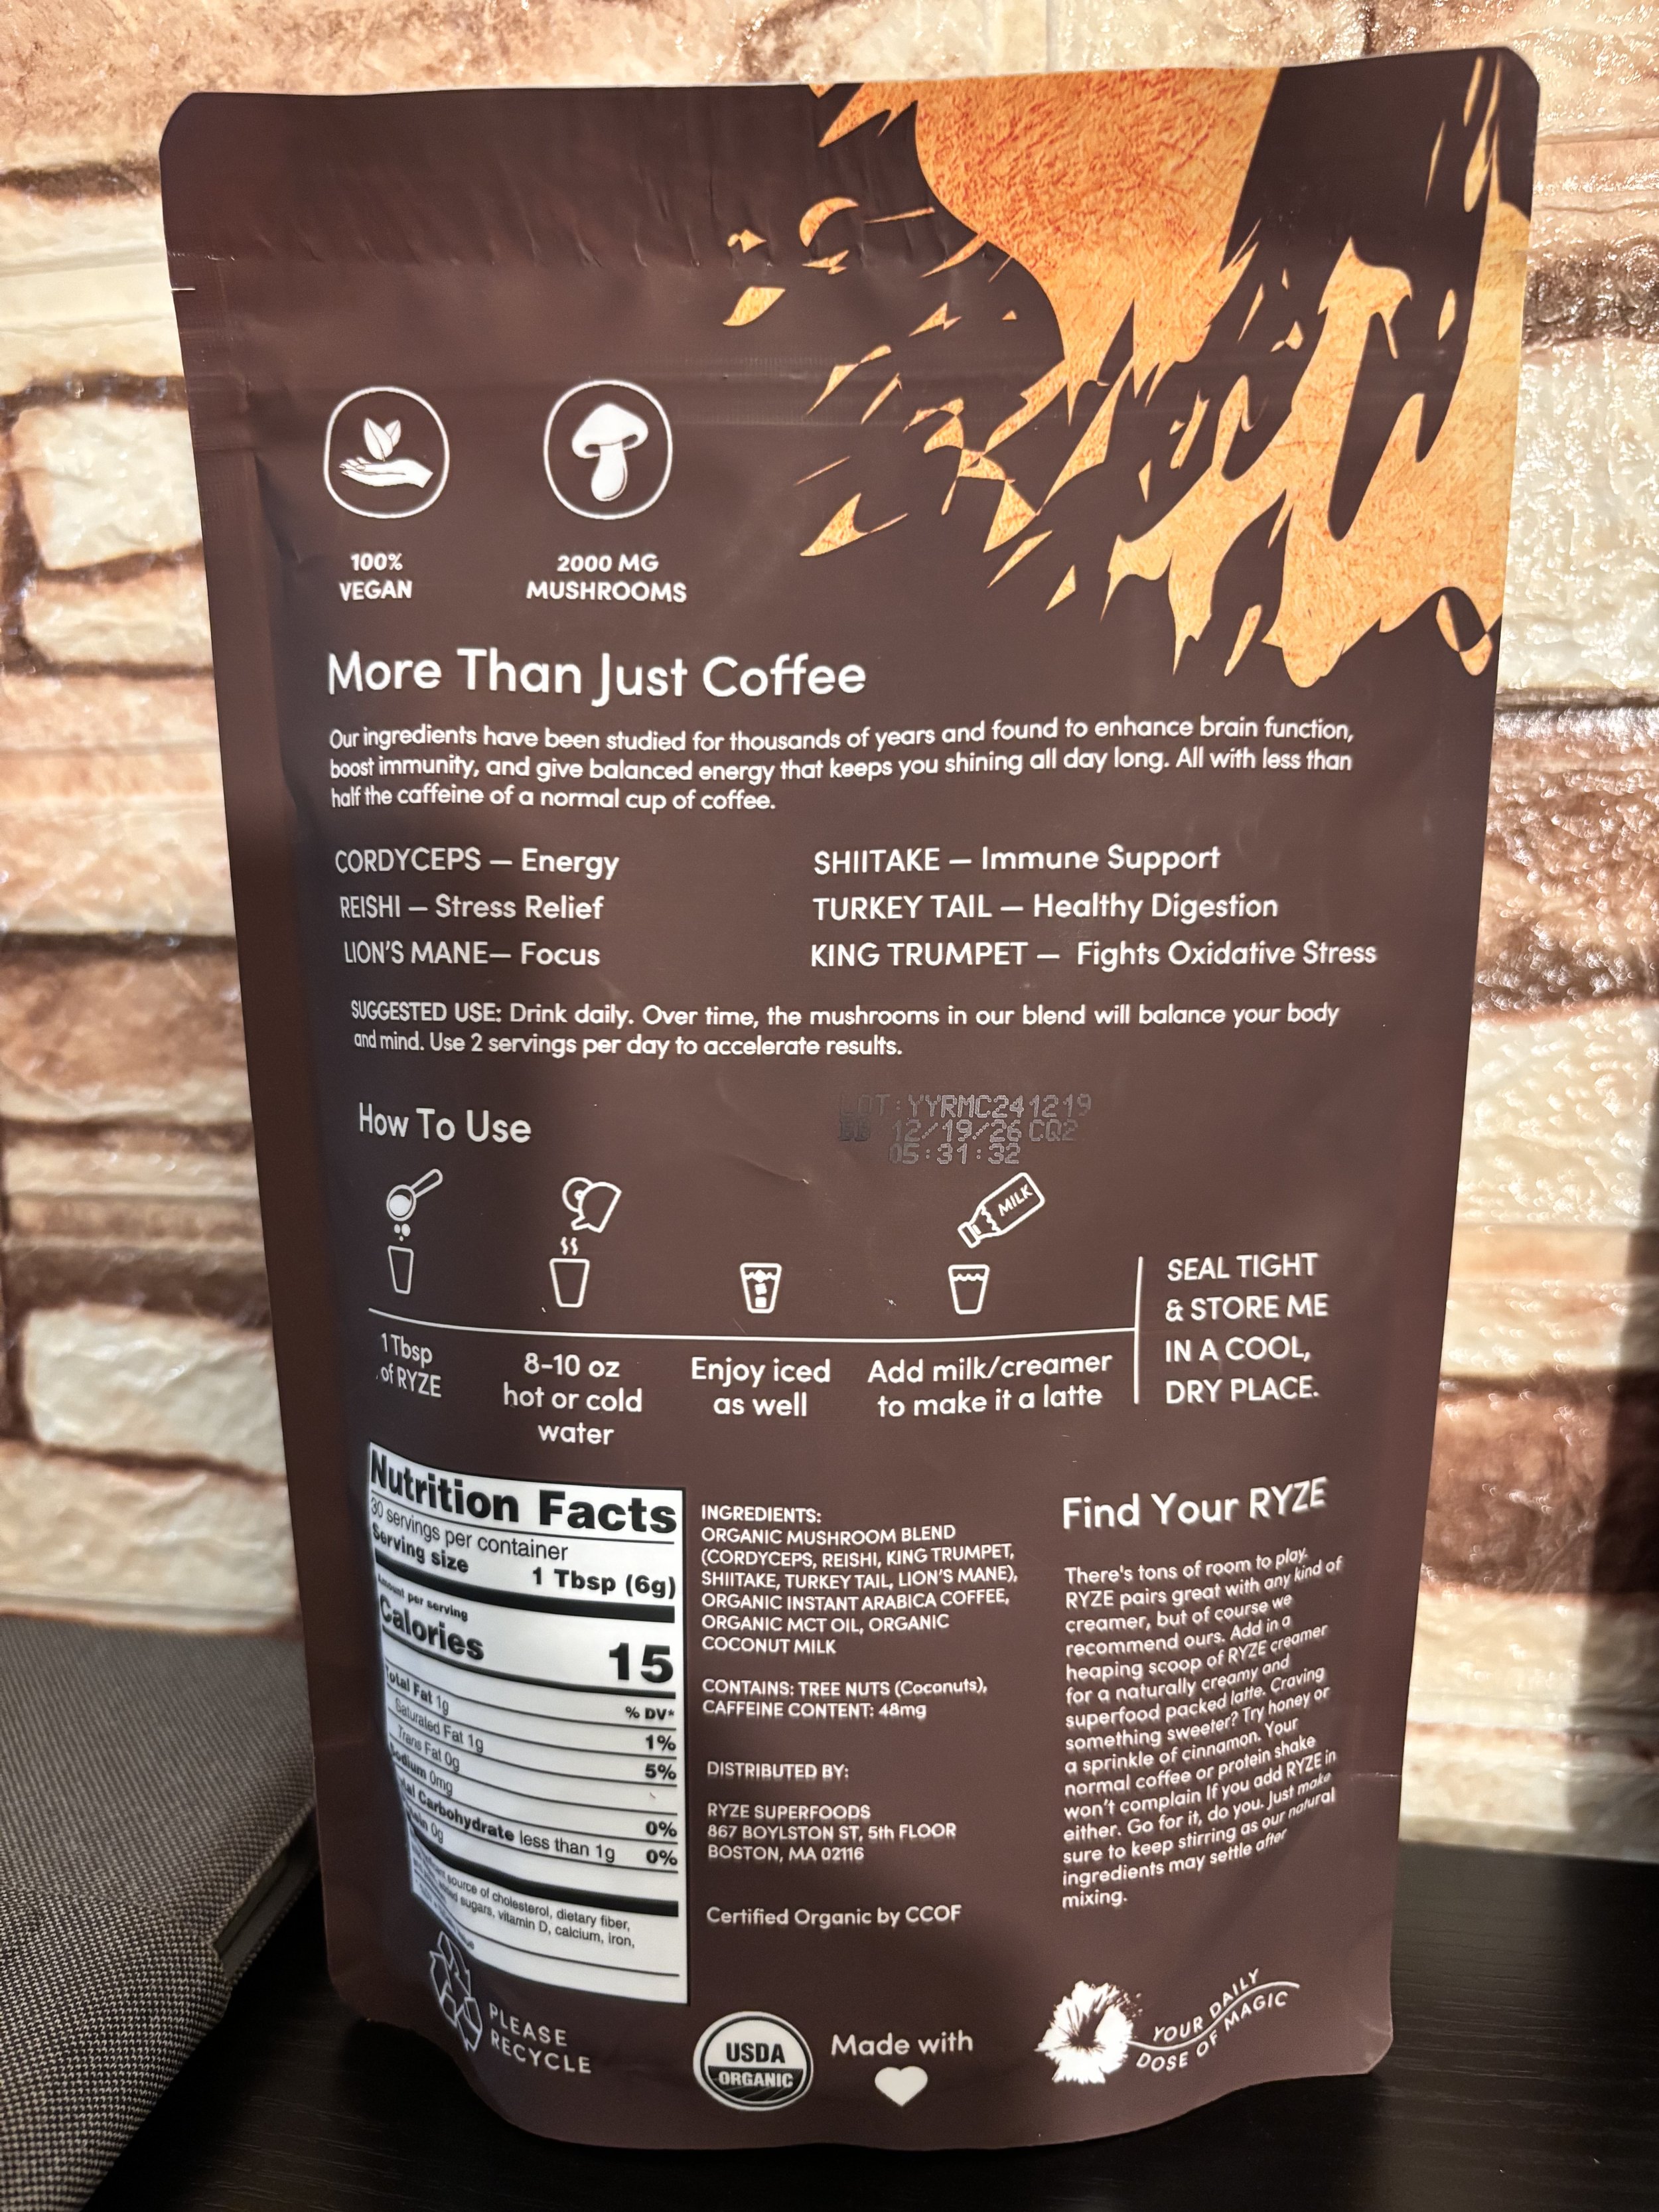 100%
VEGAN
2000 MG
MUSHROOMS
More Than Just Coffee
Our ingredients have been studied for thousands of years and found to enhance brain function,
boost immunity, and give balanced energy that keeps you shining all day long. All with less than
half the caffeine of a normal cup of coffee.
CORDYCEPS — Energy
REISHI — Stress Relief
LION'S MANE— Focus
SHIITAKE — Immune Support
TURKEY TAIL — Healthy Digestion
KING TRUMPET — Fights Oxidative Stress
SUGGESTED USE: Drink daily. Over time, the mushrooms in our blend will balance your body
and mind. Use 2 servings per day to accelerate results.
LOT:YYRMC241219
BB 12/19/26 CQ2
05:31:32
How To Use
MILK
1 Tbsp
of RYZE
8-10 oz
hot or cold
water
Enjoy iced
as well
Add milk/creamer
to make it a latte
SEAL TIGHT
& STORE ME
IN A COOL,
DRY PLACE.
Nutrition Facts
30 servings per container
Serving size 1 Tbsp (6g)
Amount per serving
Calories 15
% DV*
Total Fat 1g 1%
Saturated Fat 1g 5%
Trans Fat 0g
Sodium 0mg 0%
Total Carbohydrate less than 1g 0%
0g
source of cholesterol, dietary fiber,
sugars, vitamin D, calcium, iron,
INGREDIENTS:
ORGANIC MUSHROOM BLEND
(CORDYCEPS, REISHI, KING TRUMPET,
SHIITAKE, TURKEY TAIL, LION'S MANE),
ORGANIC INSTANT ARABICA COFFEE,
ORGANIC MCT OIL, ORGANIC
COCONUT MILK
CONTAINS: TREE NUTS (Coconuts),
CAFFEINE CONTENT: 48mg
DISTRIBUTED BY:
RYZE SUPERFOODS
867 BOYLSTON ST, 5th FLOOR
BOSTON, MA 02116
Certified Organic by CCOF
Find Your RYZE
There's tons of room to play.
RYZE pairs great with any kind of
creamer, but of course we
recommend ours. Add in a
heaping scoop of RYZE creamer
for a naturally creamy and
superfood packed latte. Craving
something sweeter? Try honey or
a sprinkle of cinnamon. Your
normal coffee or protein shake
won't complain If you add RYZE in
either. Go for it, do you. Just make
sure to keep stirring as our natural
ingredients may settle after
mixing.
PLEASE
RECYCLE
USDA
ORGANIC
Made with
YOUR DAILY
DOSE OF MAGIC